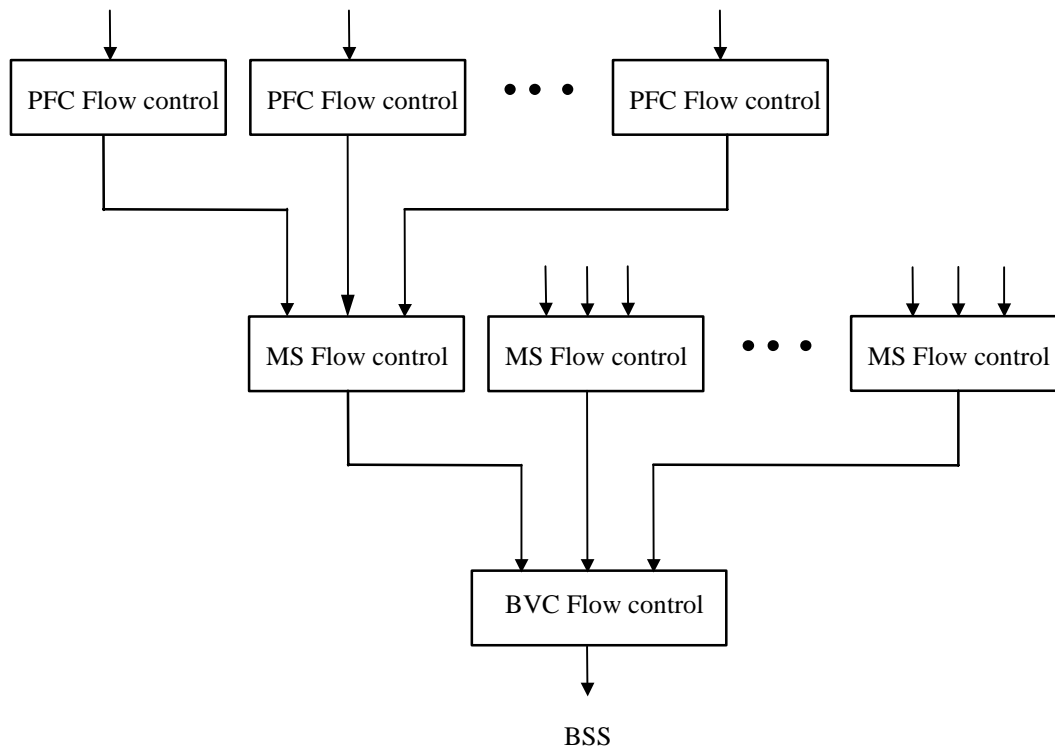 PFC Flow control
PFC Flow control
• • •
PFC Flow control
MS Flow control
MS Flow control
• • •
MS Flow control
BVC Flow control
BSS